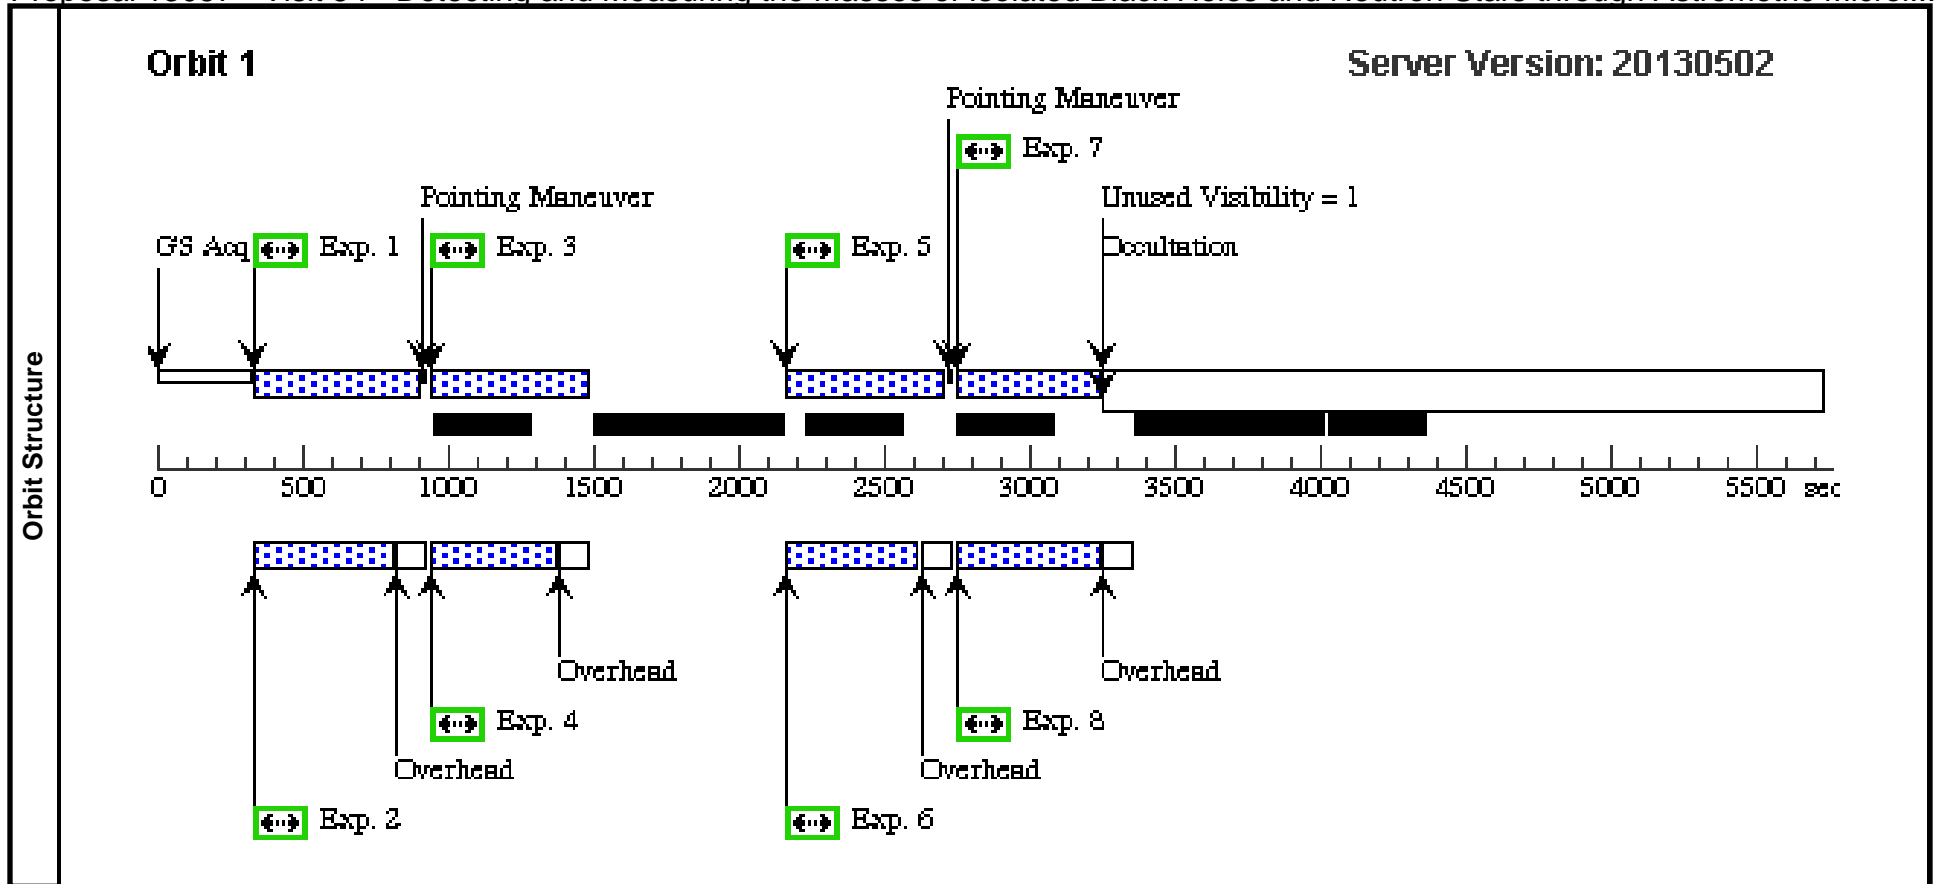 Orbit 1
Server Version: 20130502
Pointing Maneuver
Exp. 7
Pointing Maneuver
Unused Visibility = 1
GS Acq
Exp. 1
Exp. 3
Exp. 5
Occultation
Orbit Structure
0 500 1000 1500 2000 2500 3000 3500 4000 4500 5000 5500 sec
Overhead
Overhead
Exp. 4
Exp. 8
Overhead
Overhead
Exp. 2
Exp. 6